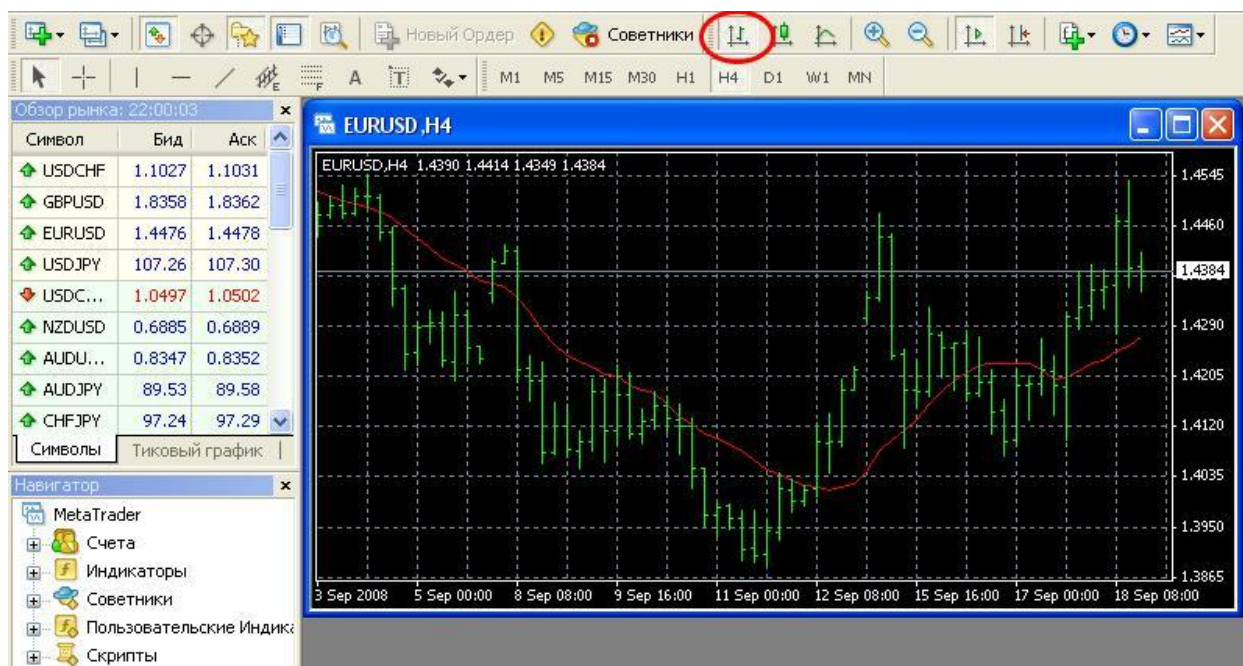 Новый Ордер Советники
E F A T M1 M5 M15 M30 H1 H4 D1 W1 MN
Обзор рынка: 22:00:03
Символ Бид Аск
USDCHF 1.1027 1.1031
GBPUSD 1.8358 1.8362
EURUSD 1.4476 1.4478
USDJPY 107.26 107.30
USDC... 1.0497 1.0502
NZDUSD 0.6885 0.6889
AUDU... 0.8347 0.8352
AUDJPY 89.53 89.58
CHFJPY 97.24 97.29
Символы Тиковый график
Навигатор
MetaTrader
Счета
Индикаторы
Советники
Пользовательские Индика
Скрипты
EURUSD,H4
EURUSD,H4 1.4390 1.4414 1.4349 1.4384
1.4545
1.4460
1.4384
1.4290
1.4205
1.4120
1.4035
1.3950
1.3865
3 Sep 2008 5 Sep 00:00 8 Sep 08:00 9 Sep 16:00 11 Sep 00:00 12 Sep 08:00 15 Sep 16:00 17 Sep 00:00 18 Sep 08:00